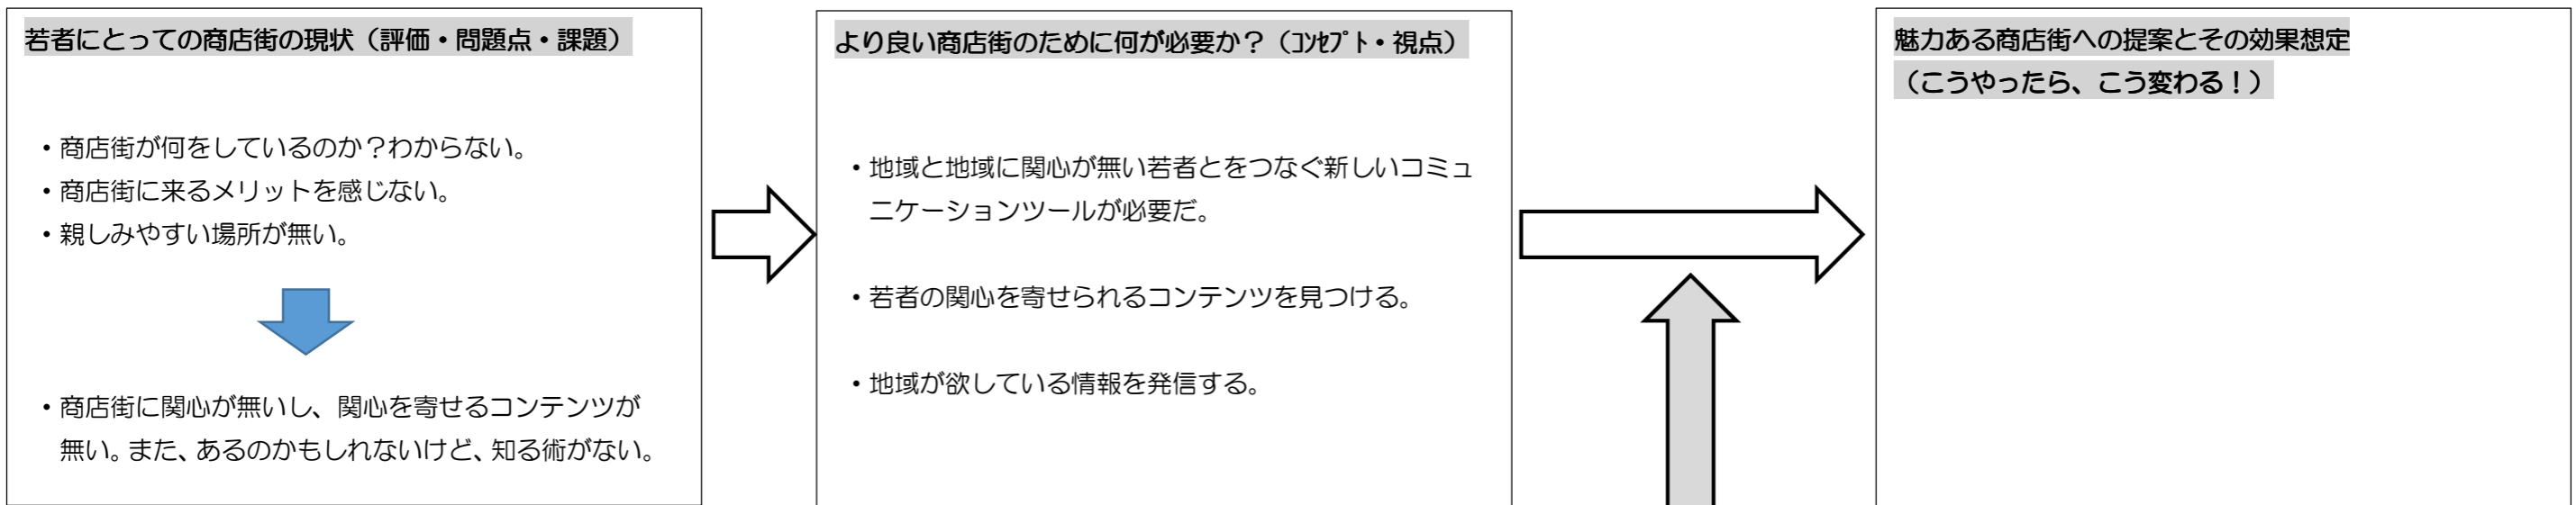 若者にとっての商店街の現状（評価・問題点・課題）
・商店街が何をしているのか？わからない。
・商店街に来るメリットを感じない。
・親しみやすい場所が無い。
・商店街に関心が無いし、関心を寄せるコンテンツが
無い。また、あるのかもしれないけど、知る術がない。
より良い商店街のために何が必要か？（ｺﾝｾﾌﾟﾄ・視点）
・地域と地域に関心が無い若者とをつなぐ新しいコミュ
ニケーションツールが必要だ。
・若者の関心を寄せられるコンテンツを見つける。
・地域が欲している情報を発信する。
魅力ある商店街への提案とその効果想定
（こうやったら、こう変わる！）